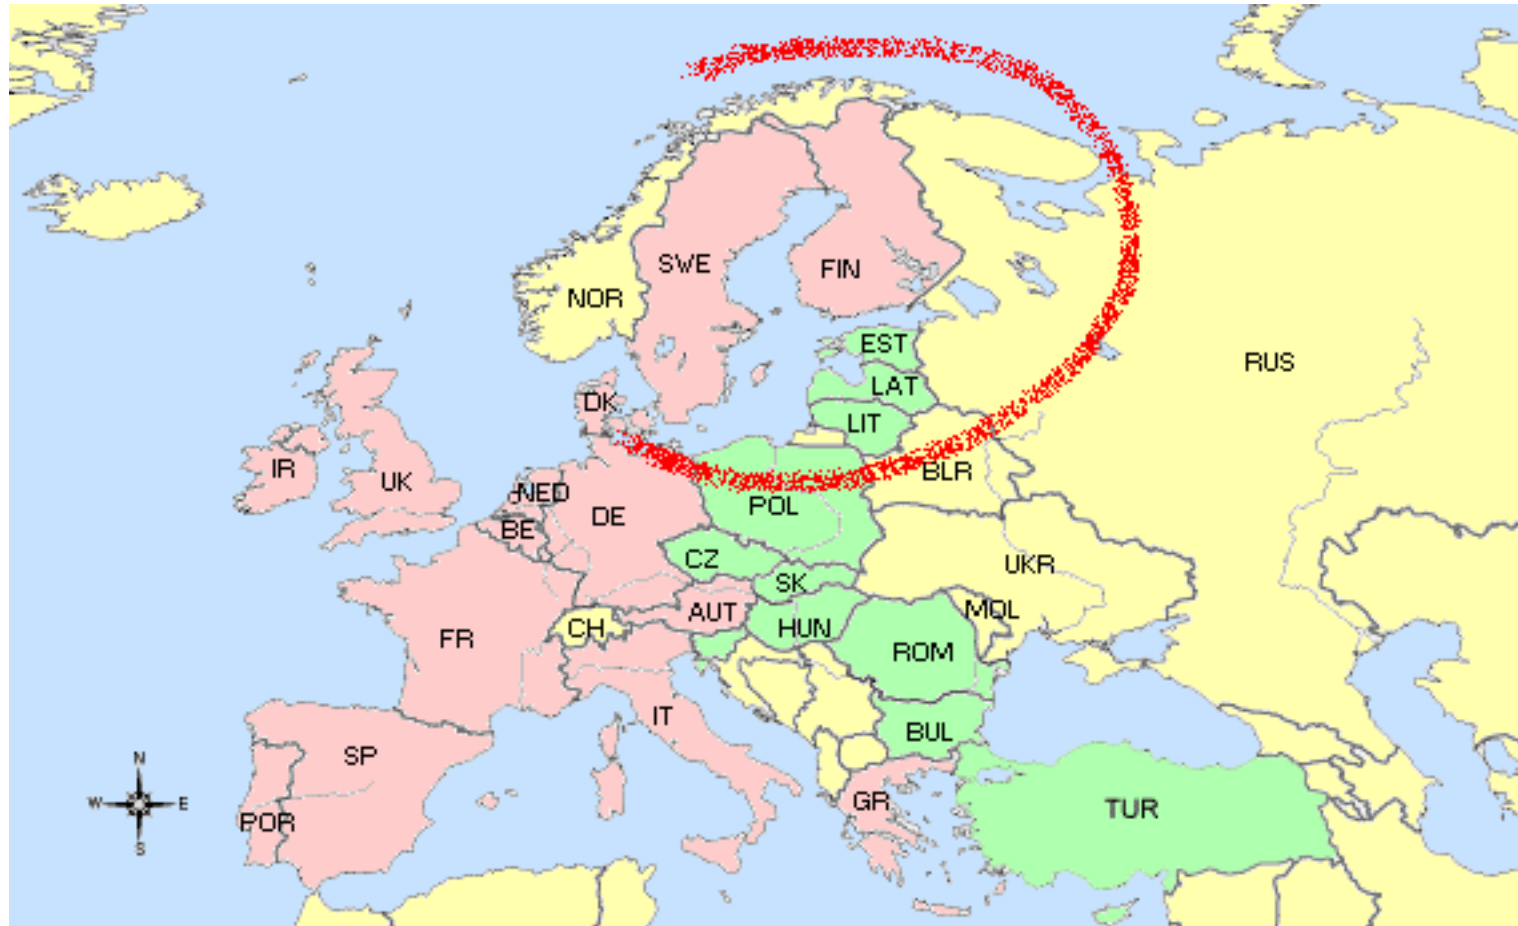 SWE
FIN
NOR
EST
RUS
LAT
DK
LIT
IR
UK
NED
BLR
POL
DE
BE
CZ
UKR
SK
AUT
MOL
HUN
CH
FR
ROM
IT
BUL
SP
N
W
E
S
GR
TUR
POR